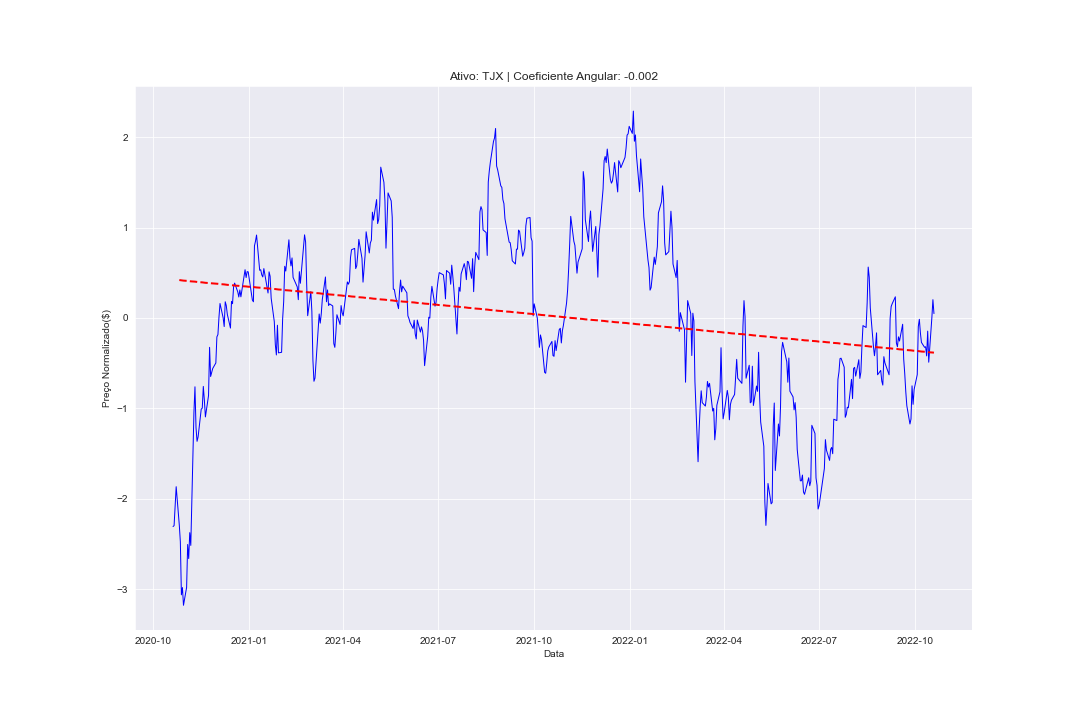 Ativo: TJX | Coeficiente Angular: -0.002
Preço Normalizado($)
2
1
0
−1
−2
−3
2020-10 2021-01 2021-04 2021-07 2021-10 2022-01 2022-04 2022-07 2022-10
Data